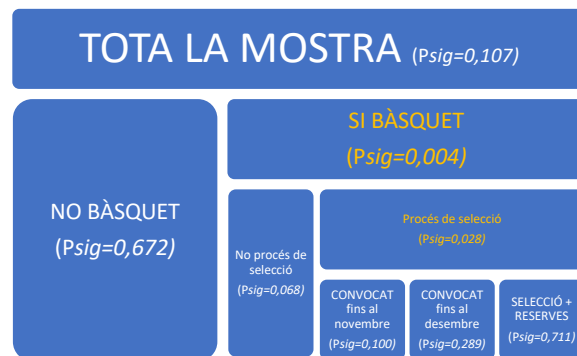 TOTA LA MOSTRA (Psig=0,107)
NO BÀSQUET
(Psig=0,672)
SI BÀSQUET
(Psig=0,004)
No procés de
selecció
(Psig=0,068)
Procés de selecció
(Psig=0,028)
CONVOCAT
fins al
novembre
(Psig=0,100)
CONVOCAT
fins al
desembre
(Psig=0,289)
SELECCIÓ +
RESERVES
(Psig=0,711)